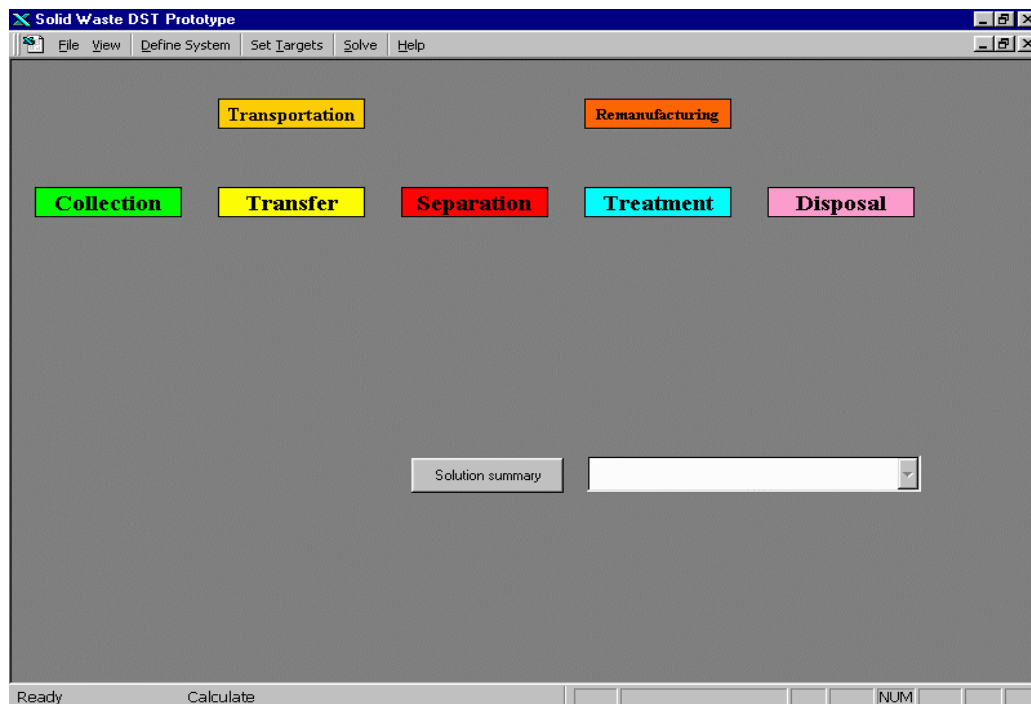 Solid Waste DST Prototype
File View Define System Set Targets Solve Help
Transportation Remanufacturing
Collection Transfer Separation Treatment Disposal
Solution summary
Ready Calculate NUM